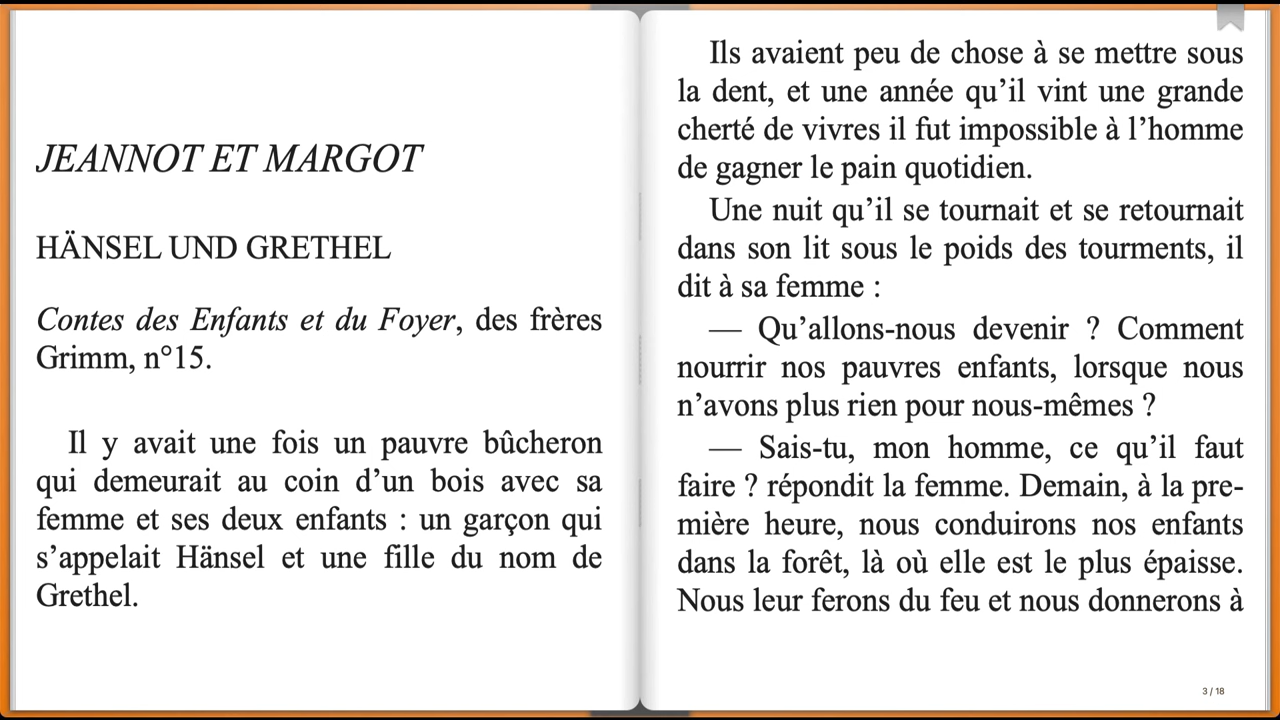 JEANNOT ET MARGOT
HÄNSEL UND GRETHEL
Contes des Enfants et du Foyer, des frères
Grimm, n°15.
Il y avait une fois un pauvre bûcheron
qui demeurait au coin d’un bois avec sa
femme et ses deux enfants : un garçon qui
s’appelait Hänsel et une fille du nom de
Grethel.
Ils avaient peu de chose à se mettre sous
la dent, et une année qu’il vint une grande
cherté de vivres il fut impossible à l’homme
de gagner le pain quotidien.
Une nuit qu’il se tournait et se retournait
dans son lit sous le poids des tourments, il
dit à sa femme :
— Qu’allons-nous devenir ? Comment
nourrir nos pauvres enfants, lorsque nous
n’avons plus rien pour nous-mêmes ?
— Sais-tu, mon homme, ce qu’il faut
faire ? répondit la femme. Demain, à la pre-
mière heure, nous conduirons nos enfants
dans la forêt, là où elle est le plus épaisse.
Nous leur ferons du feu et nous donnerons à
3 / 18